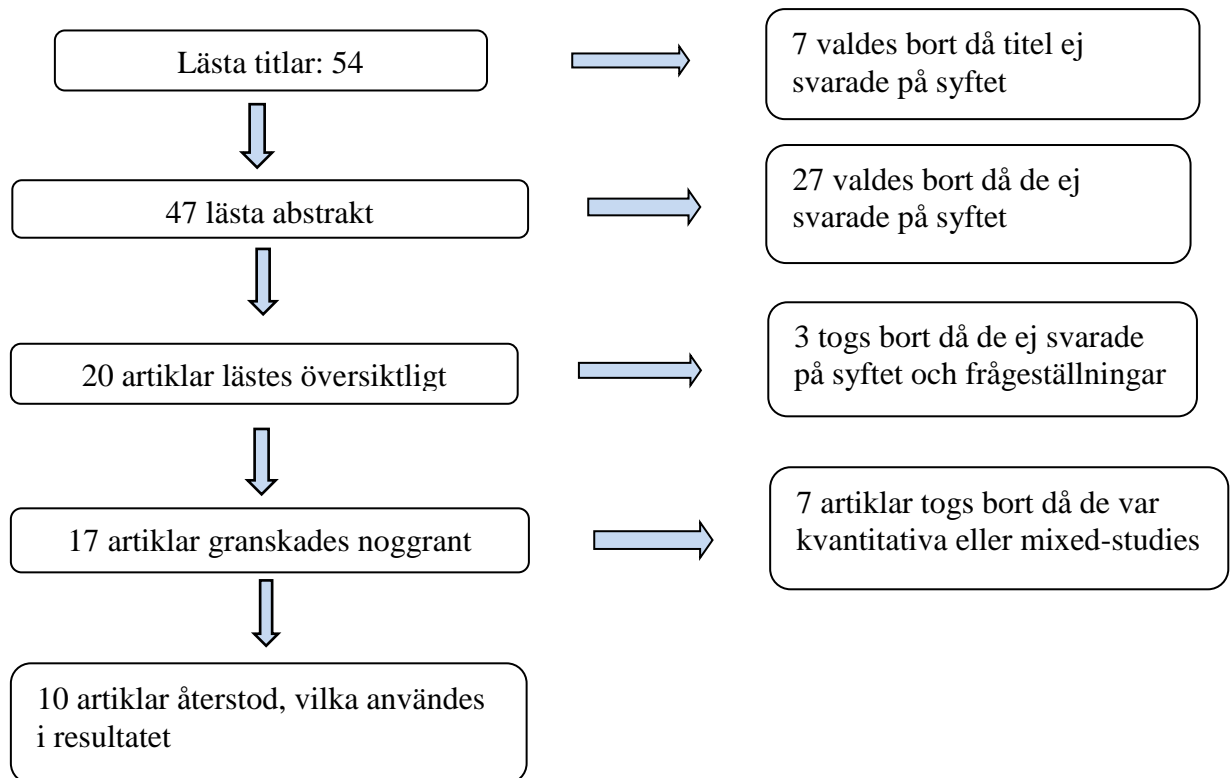 Lästa titlar: 54
7 valdes bort då titel ej
svarade på syftet
47 lästa abstrakt
27 valdes bort då de ej
svarade på syftet
20 artiklar lästes översiktligt
3 togs bort då de ej svarade
på syftet och frågeställningar
17 artiklar granskades noggrant
7 artiklar togs bort då de var
kvantitativa eller mixed-studies
10 artiklar återstod, vilka användes
i resultatet